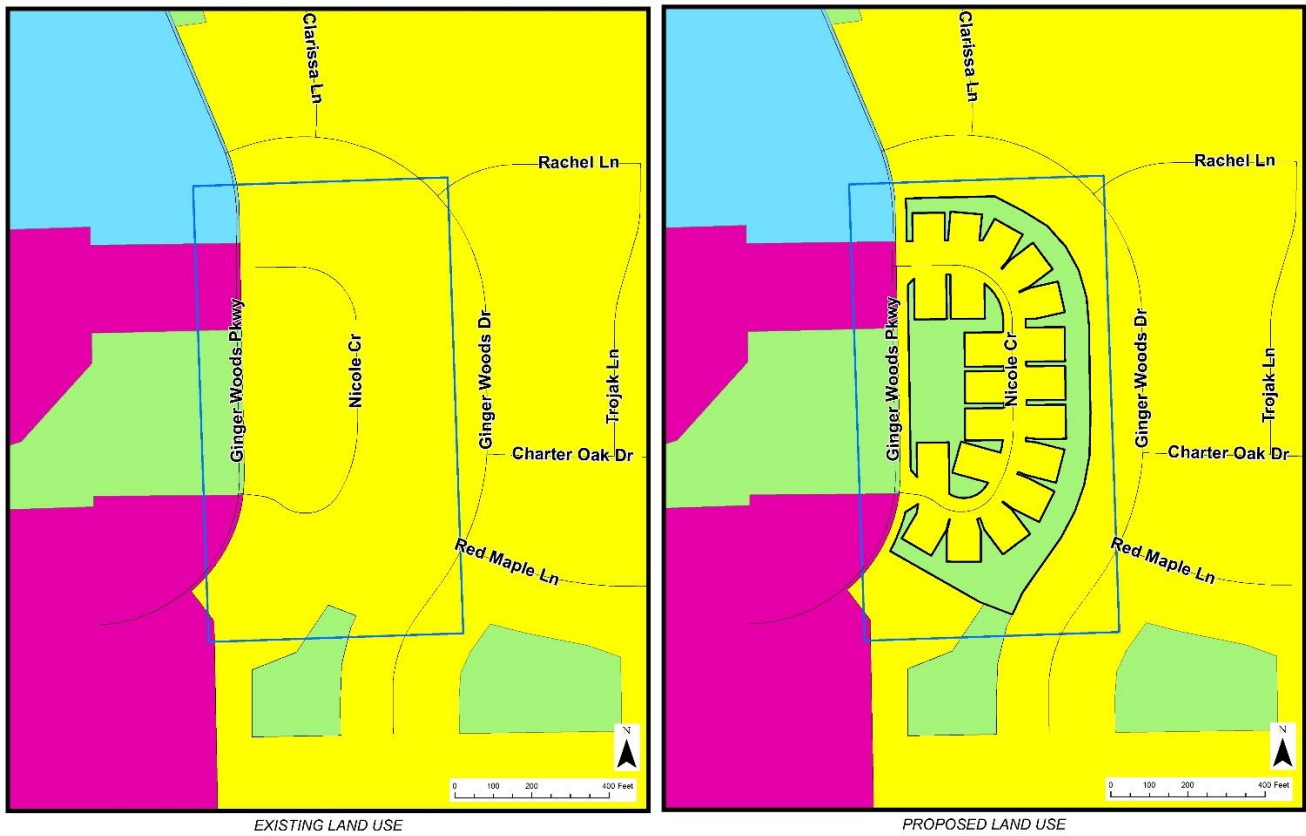 Clarissa Ln
Rachel Ln
Ginger Woods Pkwy
Nicole Cr
Ginger Woods Dr
Trojak Ln
Charter Oak Dr
Red Maple Ln
N
0 100 200 400 Feet
EXISTING LAND USE
Clarissa Ln
Rachel Ln
Ginger Woods Pkwy
Nicole Cr
Ginger Woods Dr
Trojak Ln
Charter Oak Dr
Red Maple Ln
N
0 100 200 400 Feet
PROPOSED LAND USE